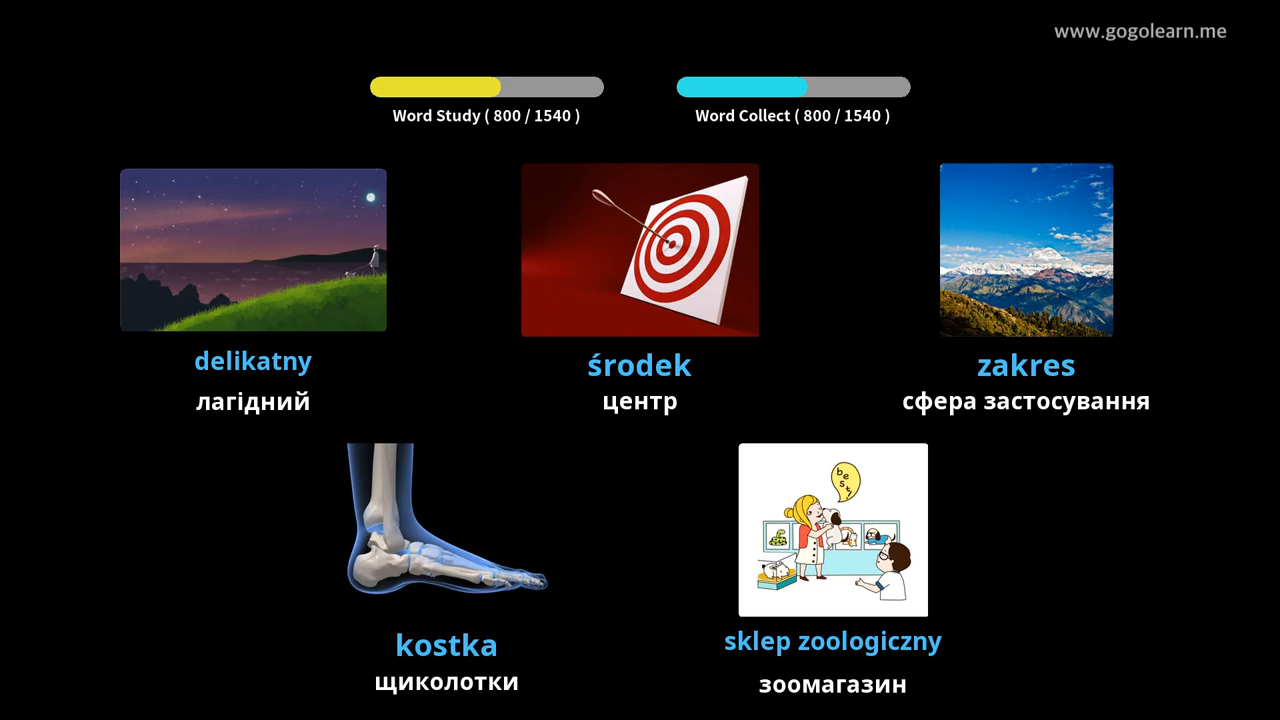 www.gogolearn.me
Word Study ( 800 / 1540 )
Word Collect ( 800 / 1540 )
delikatny
лагідний
środek
центр
zakres
сфера застосування
best!
kostka
щиколотки
sklep zoologiczny
зоомагазин